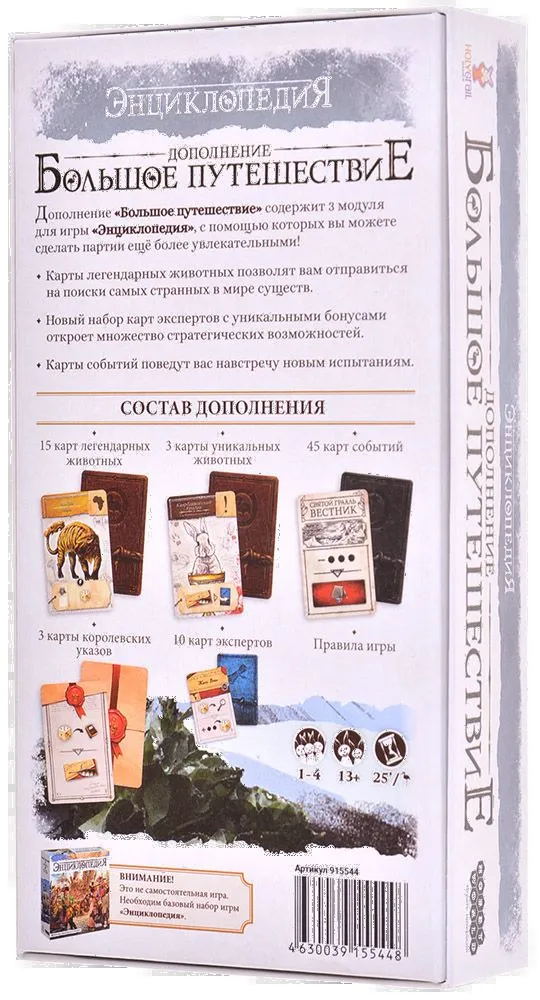 Энциклопедия
ДОПОЛНЕНИЕ
Большое путешествие
Дополнение «Большое путешествие» содержит 3 модуля
для игры «Энциклопедия», с помощью которых вы можете
сделать партии ещё более увлекательными!
Карты легендарных животных позволят вам отправиться
на поиски самых странных в мире существ.
Новый набор карт экспертов с уникальными бонусами
откроет множество стратегических возможностей.
Карты событий поведут вас навстречу новым испытаниям.
СОСТАВ ДОПОЛНЕНИЯ
15 карт легендарных
животных
3 карты уникальных
животных
45 карт событий
СВЯТОЙ ГРААЛЬ
ВЕСТНИК
3 карты королевских
указов
10 карт экспертов
Правила игры
Жюль Верн
1-4
13+
25'/
Энциклопедия
ВНИМАНИЕ!
Это не самостоятельная игра.
Необходим базовый набор игры
«Энциклопедия».
Артикул 915544
4 630039 155448
HOLY GRAIL
Энциклопедия
ДОПОЛНЕНИЕ
Большое путешествие